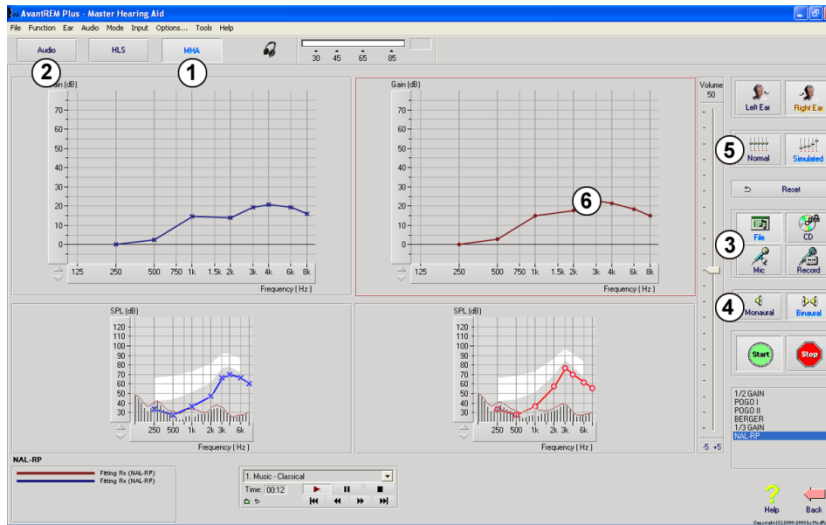 AvantREM Plus - Master Hearing Aid
File Function Ear Audio Mode Input Options... Tools Help
Audio HLS MHA
30 45 65 85
2 1
Gain (dB)
70
60
50
40
30
20
10
0
125 250 500 750 1k 1.5k 2k 3k 4k 6k 8k
Frequency ( Hz )
Gain (dB)
70
60
50
40
30
20
10
0
6
125 250 500 750 1k 1.5k 2k 3k 4k 6k 8k
Frequency ( Hz )
Volume
50
-5 +5
Left Ear Right Ear
5
Normal Simulated
Reset
3
File CD
Mic Record
4
Monaural Binaural
Start Stop
1/2 GAIN
POGO I
POGO II
BERGER
1/3 GAIN
NAL-RP
Help Back
SPL (dB)
120
110
100
90
80
70
60
50
40
30
250 500 1k 2k 3k 4k 6k 8k
Frequency ( Hz )
SPL (dB)
120
110
100
90
80
70
60
50
40
30
250 500 1k 2k 3k 4k 6k 8k
Frequency ( Hz )
NAL-RP
Fitting Rx (NAL-RP)
Fitting Rx (NAL-RP)
1. Music - Classical
Time: 00:12